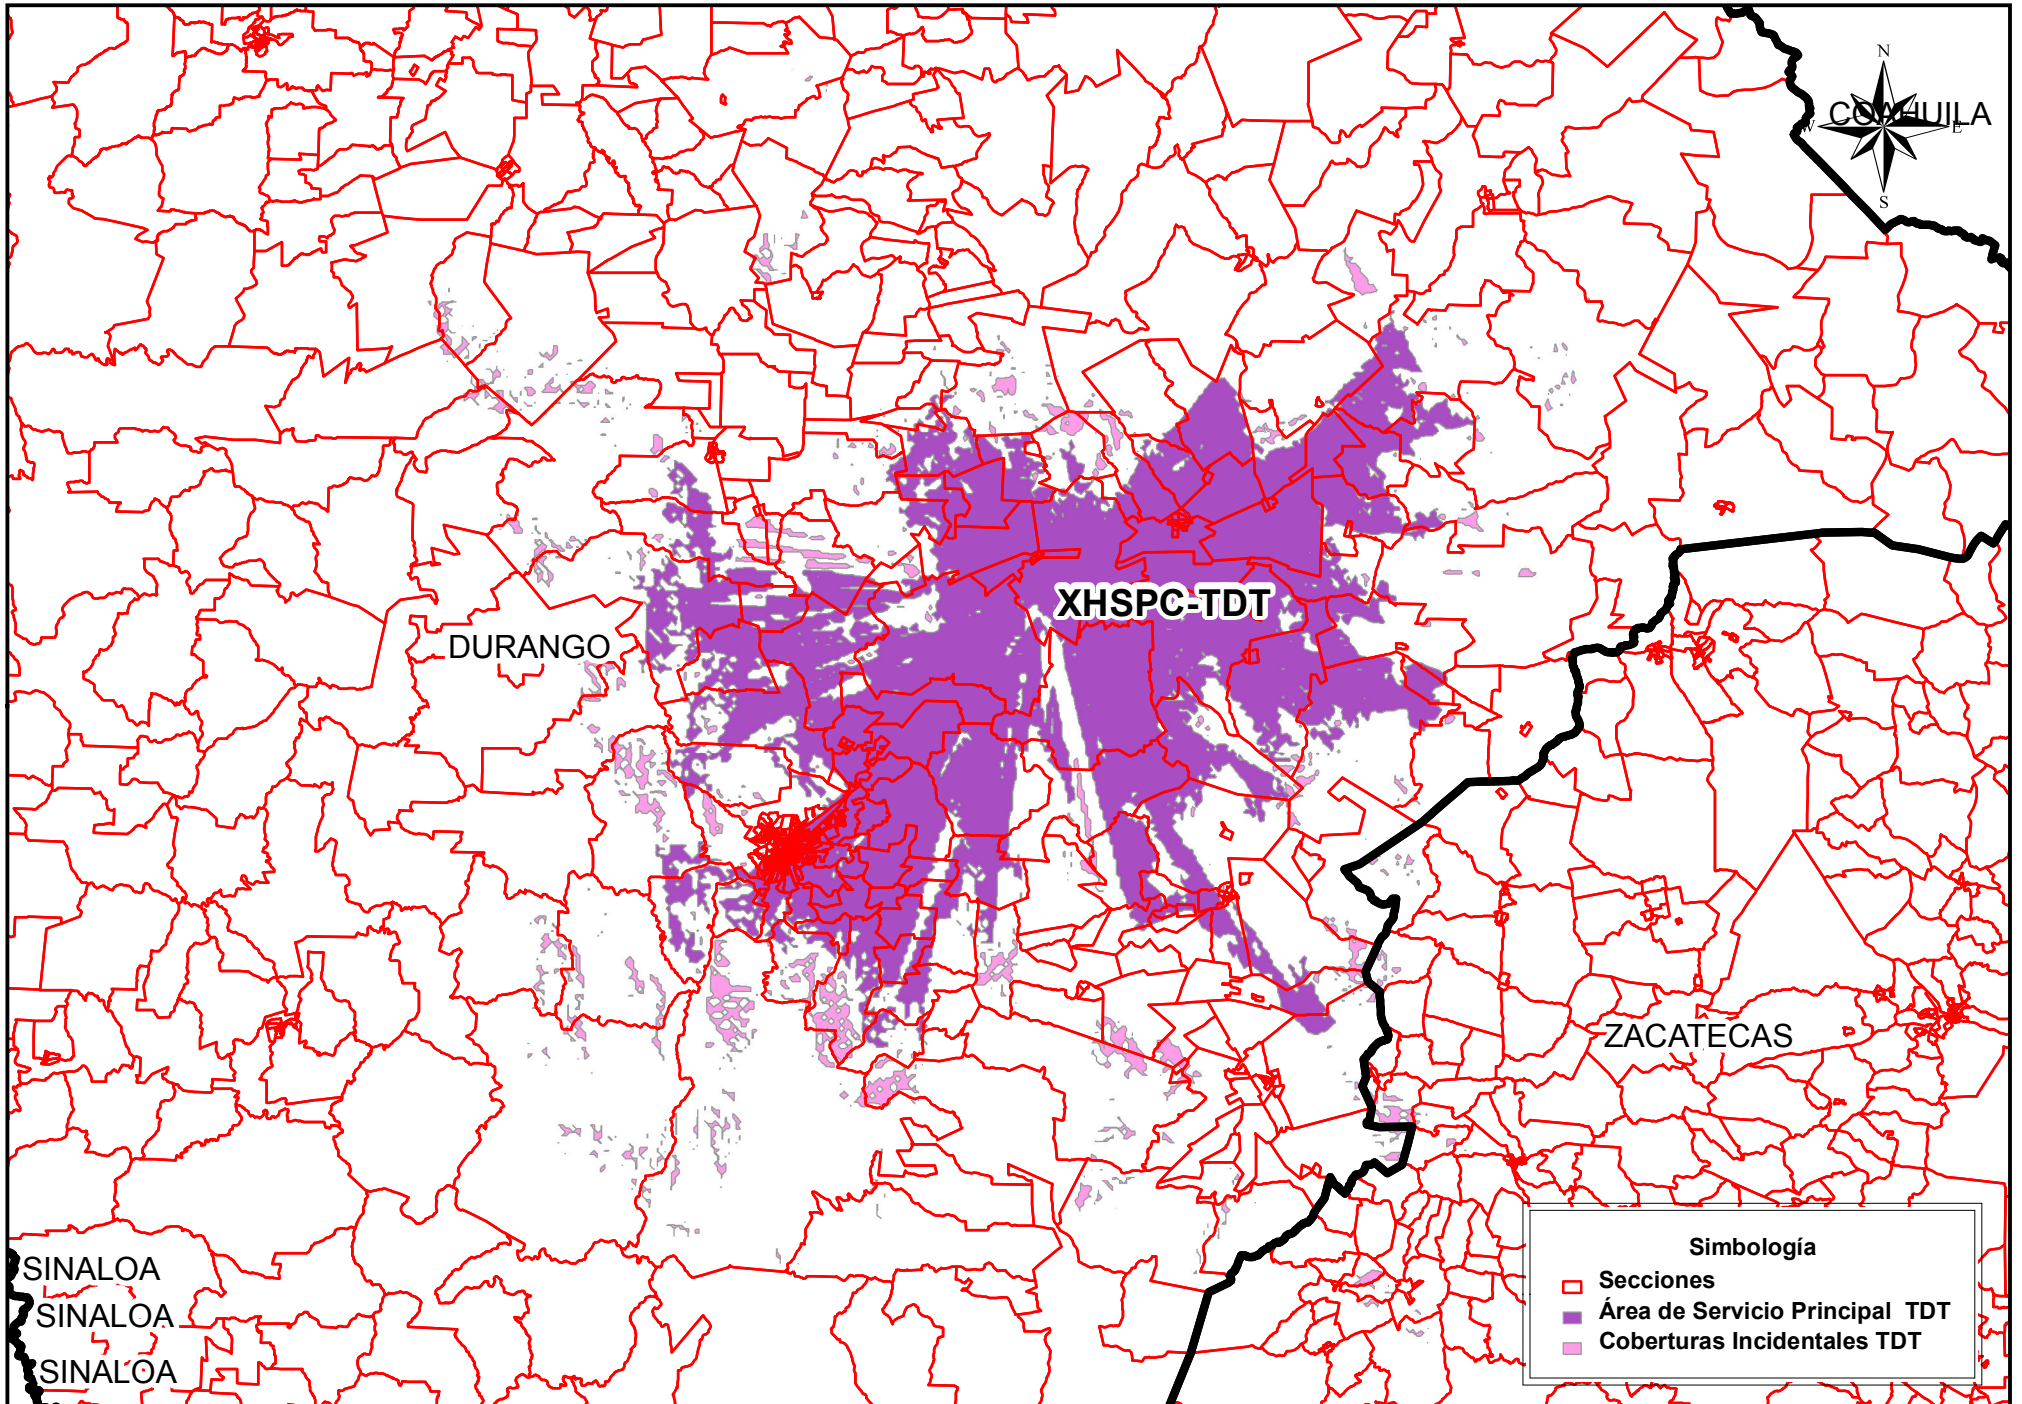 N
COAHUILA
W
E
S
XHSPC-TDT
DURANGO
ZACATECAS
SINALOA
SINALOA
SINALOA
Simbología
Secciones
Área de Servicio Principal TDT
Coberturas Incidentales TDT